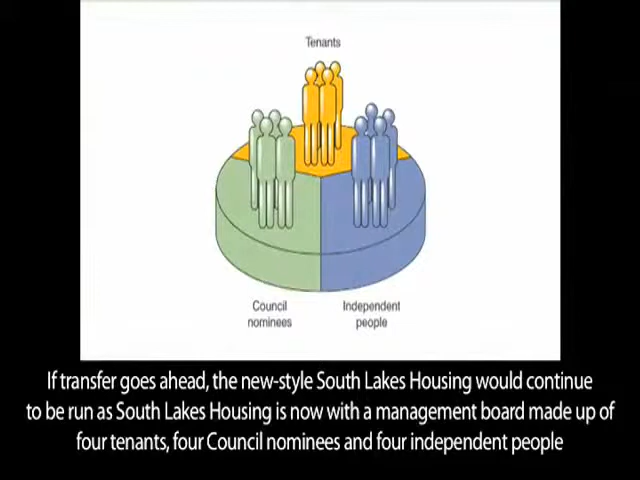 Tenants
Council
nominees
Independent
people
If transfer goes ahead, the new-style South Lakes Housing would continue
to be run as South Lakes Housing is now with a management board made up of
four tenants, four Council nominees and four independent people